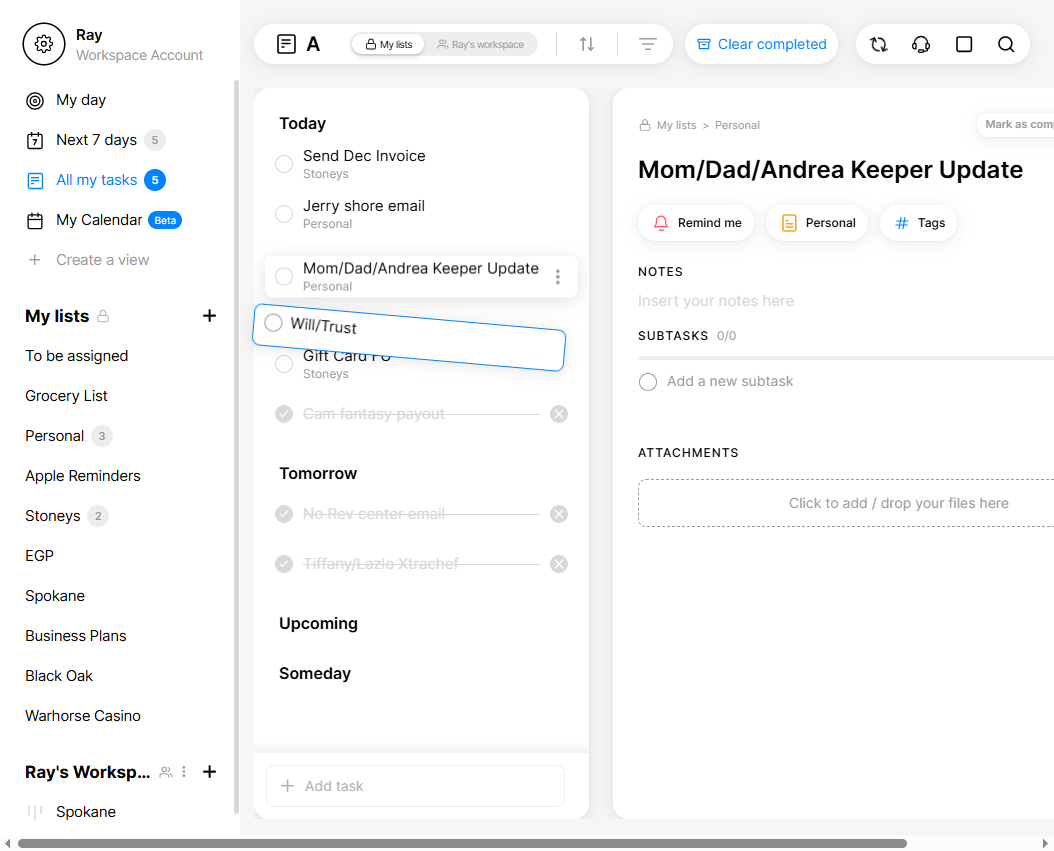 Ray
Workspace Account
My day
7 Next 7 days 5
All my tasks 5
My Calendar Beta
Create a view
My lists
To be assigned
Grocery List
Personal 3
Apple Reminders
Stoneys 2
EGP
Spokane
Business Plans
Black Oak
Warhorse Casino
Ray's Worksp...
Spokane
A My lists Ray's workspace
Clear completed
Today
Send Dec Invoice
Stoneys
Jerry shore email
Personal
Mom/Dad/Andrea Keeper Update
Personal
Will/Trust
Gift Card
Stoneys
Cam fantasy payout
Tomorrow
No Rev center email
Tiffany/Lazlo Xtrachef
Upcoming
Someday
Add task
My lists > Personal
Mark as
Mom/Dad/Andrea Keeper Update
Remind me Personal # Tags
NOTES
Insert your notes here
SUBTASKS 0/0
Add a new subtask
ATTACHMENTS
Click to add / drop your files here